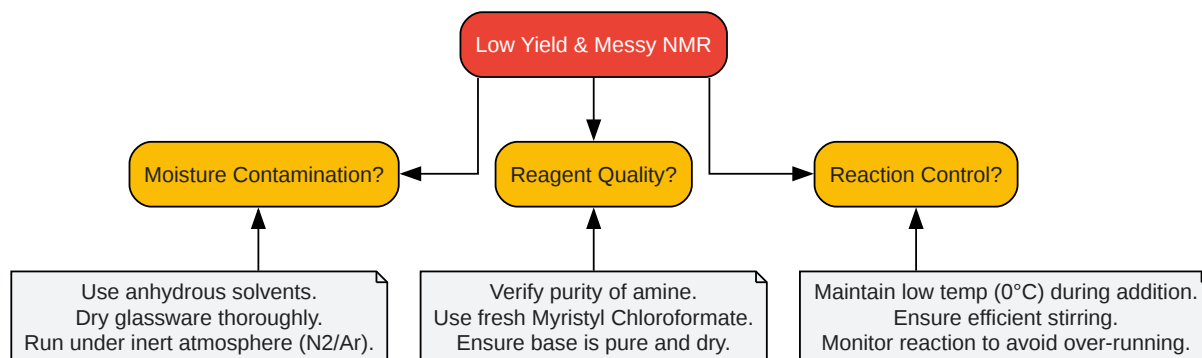 Low Yield & Messy NMR
Moisture Contamination?
Reagent Quality?
Reaction Control?
Use anhydrous solvents.
Dry glassware thoroughly.
Run under inert atmosphere (N2/Ar).
Verify purity of amine.
Use fresh Myristyl Chloroformate.
Ensure base is pure and dry.
Maintain low temp (0°C) during addition.
Ensure efficient stirring.
Monitor reaction to avoid over-running.